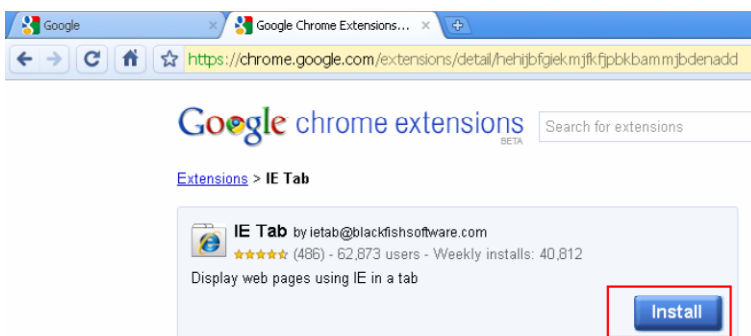 Google
Google Chrome Extensions...
https://chrome.google.com/extensions/detail/hehijbfgiekmjfkfjpbkbammjbdenadd
Google chrome extensions
BETA
Search for extensions
Extensions > IE Tab
IE Tab by ietab@blackfishsoftware.com
(486) - 62,873 users - Weekly installs: 40,812
Display web pages using IE in a tab
Install